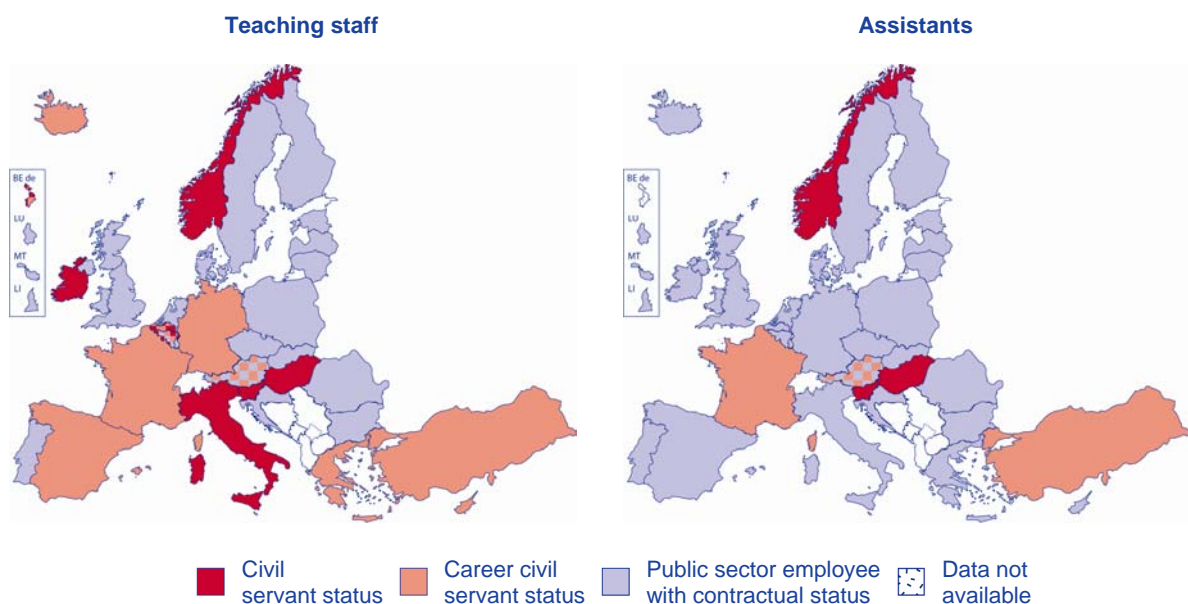 Teaching staff
Assistants
BE de
LU
MT
LI
BE de
LU
MT
LI
Civil
servant status
Career civil
servant status
Public sector employee
with contractual status
Data not
available